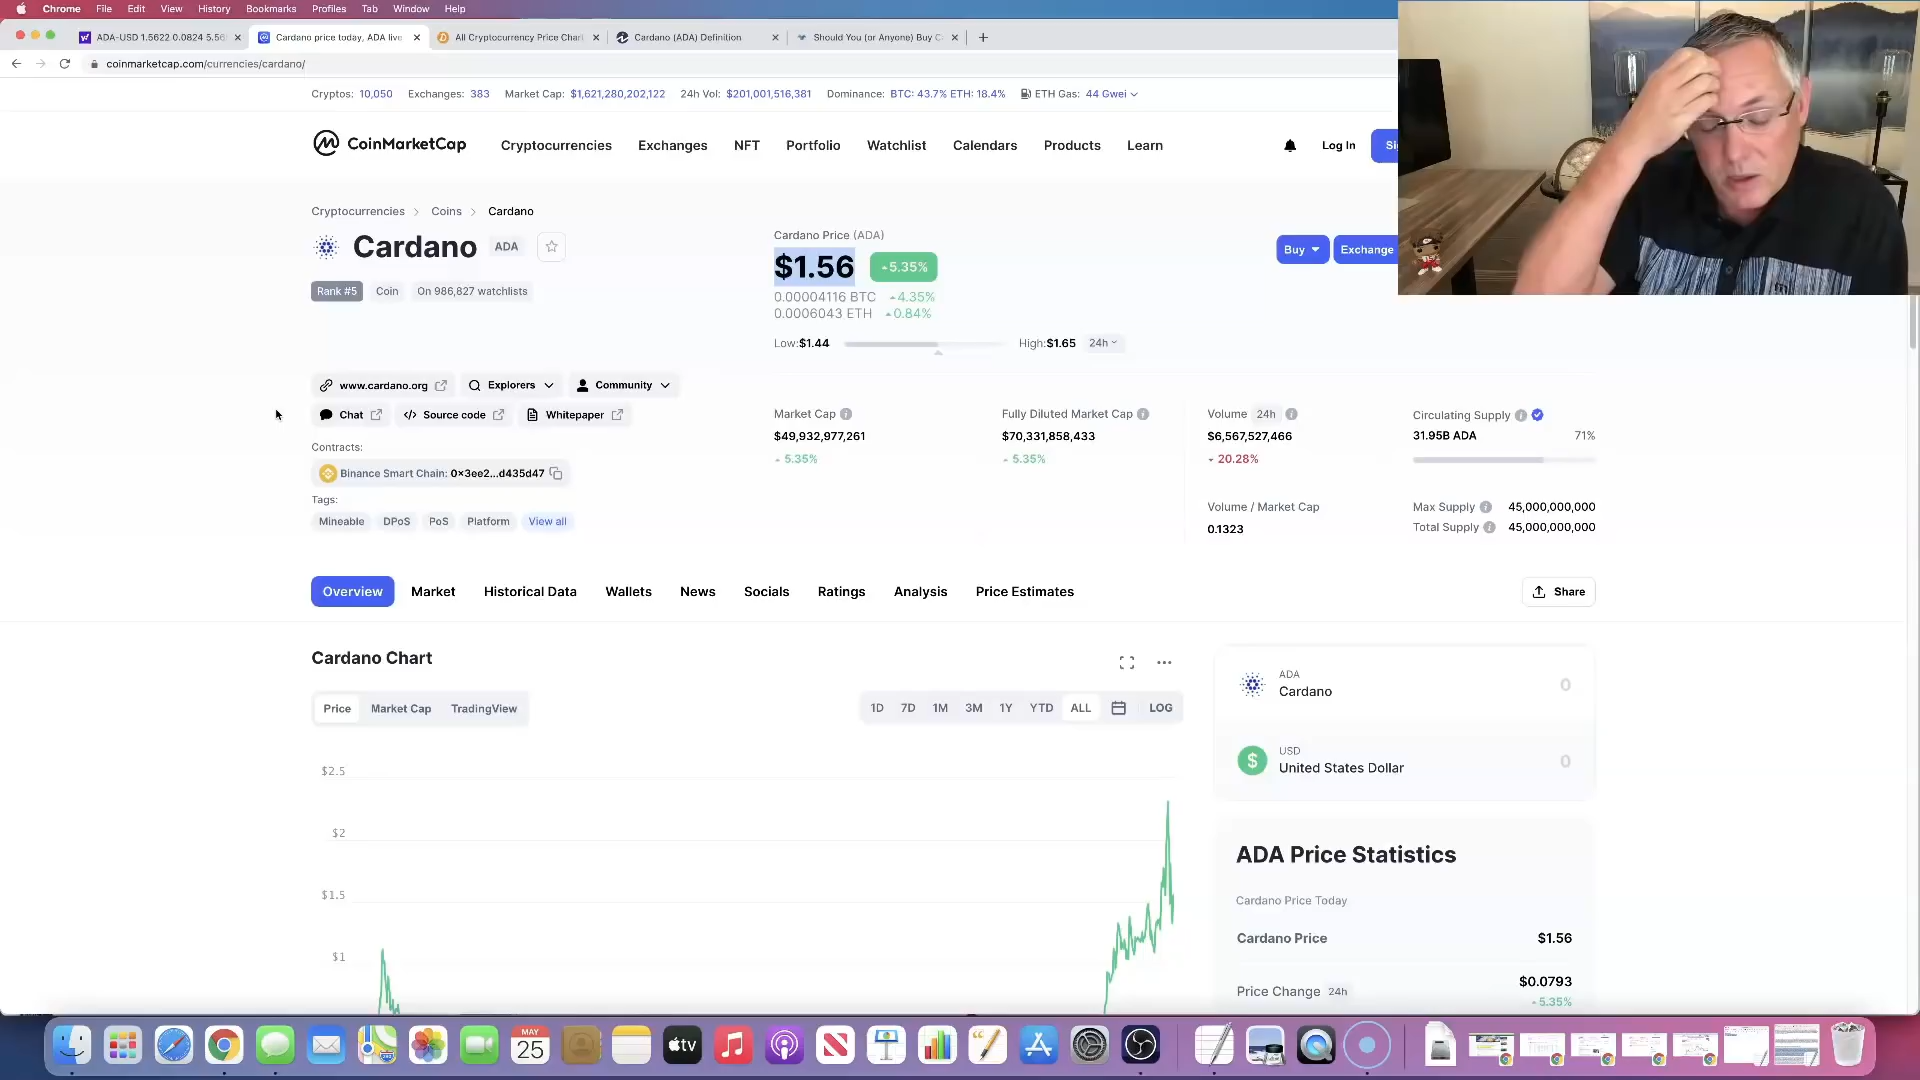 Chrome File Edit View History Bookmarks Profiles Tab Window Help
ADA-USD 1.5622 0.0824 5.56
Cardano price today, ADA live
All Cryptocurrency Price Chart
Cardano (ADA) Definition
Should You (or Anyone) Buy C
coinmarketcap.com/currencies/cardano/
Cryptos: 10,050 Exchanges: 383 Market Cap: $1,621,280,202,122 24h Vol: $201,001,516,381 Dominance: BTC: 43.7% ETH: 18.4% ETH Gas: 44 Gwei
CoinMarketCap Cryptocurrencies Exchanges NFT Portfolio Watchlist Calendars Products Learn Log In Si
Cryptocurrencies Coins Cardano
Cardano ADA
Rank #5 Coin On 986,827 watchlists
Cardano Price (ADA)
$1.56 5.35%
0.00004116 BTC 4.35%
0.0006043 ETH 0.84%
Low:$1.44 High:$1.65 24h
Buy Exchange
www.cardano.org Explorers Community
Chat Source code Whitepaper
Contracts:
Binance Smart Chain: 0x3ee2...d435d47
Tags:
Mineable DPoS PoS Platform View all
Market Cap
$49,932,977,261
5.35%
Fully Diluted Market Cap
$70,331,858,433
5.35%
Volume 24h
$6,567,527,466
20.28%
Volume / Market Cap
0.1323
Circulating Supply
31.95B ADA 71%
Max Supply 45,000,000,000
Total Supply 45,000,000,000
Overview Market Historical Data Wallets News Socials Ratings Analysis Price Estimates Share
Cardano Chart
Price Market Cap TradingView
1D 7D 1M 3M 1Y YTD ALL LOG
$2.5
$2
$1.5
$1
ADA
Cardano 0
USD
United States Dollar 0
ADA Price Statistics
Cardano Price Today
Cardano Price $1.56
Price Change 24h $0.0793
5.35%
MAY
25
tv